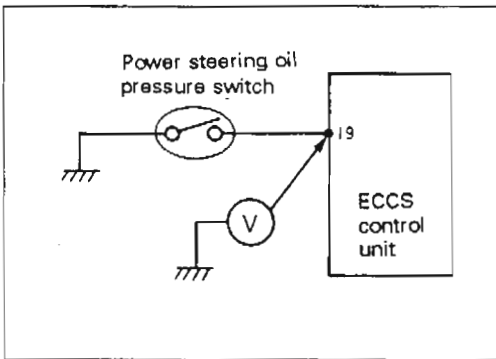 Power steering oil
pressure switch
19
V
ECCS
control
unit